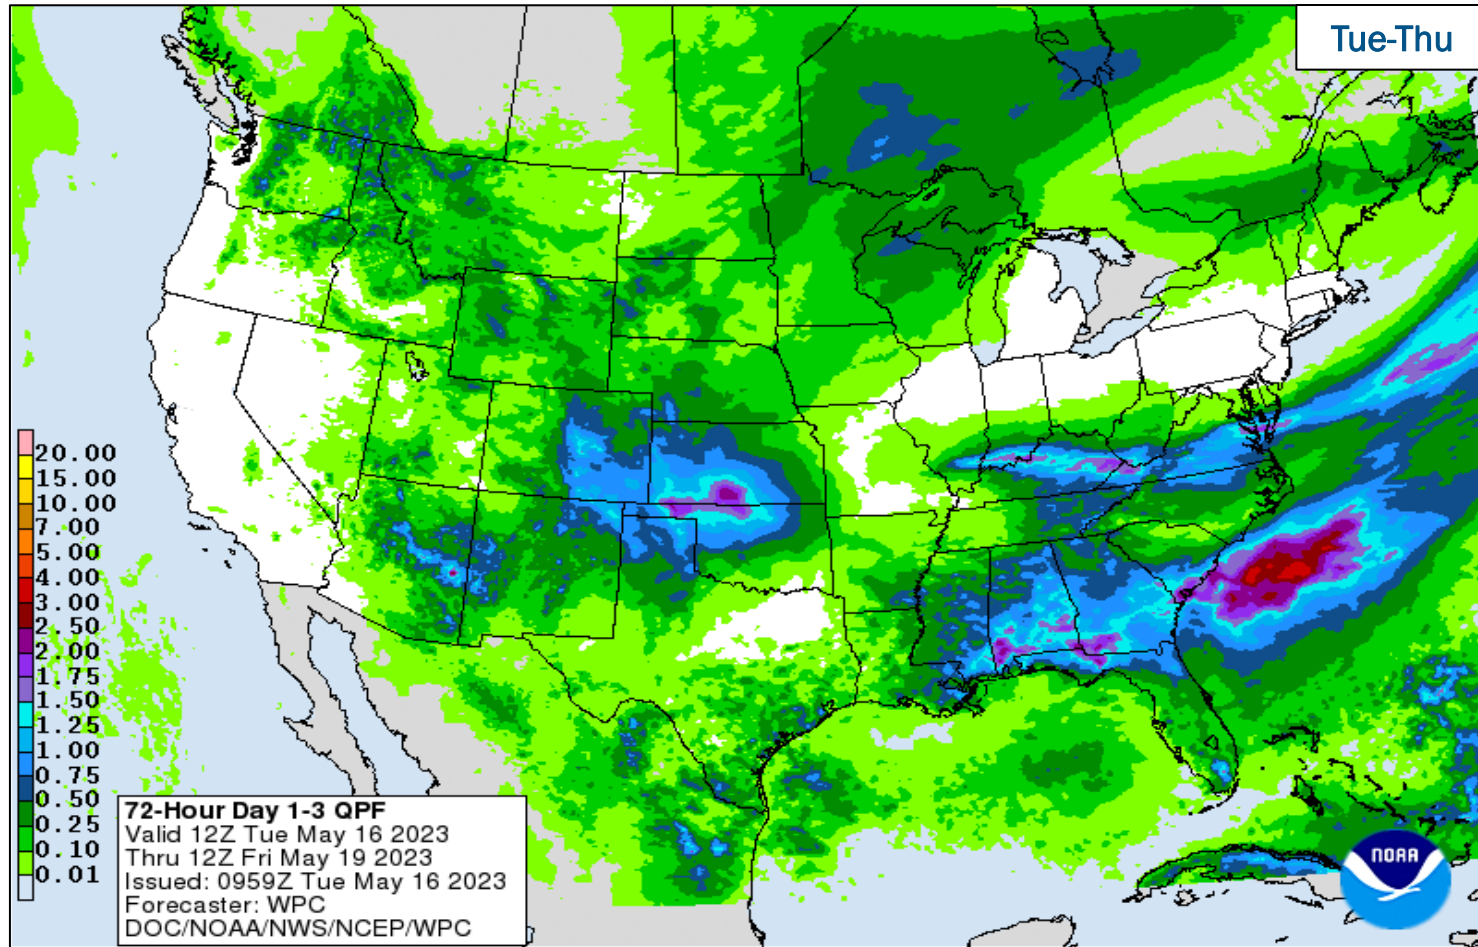 Tue-Thu
20.00
15.00
10.00
7.00
5.00
4.00
3.00
2.50
2.00
1.75
1.50
1.25
1.00
0.75
0.50
0.25
0.10
0.01
72-Hour Day 1-3 QPF
Valid 12Z Tue May 16 2023
Thru 12Z Fri May 19 2023
Issued: 0959Z Tue May 16 2023
Forecaster: WPC
DOC/NOAA/NWS/NCEP/WPC
NOAA